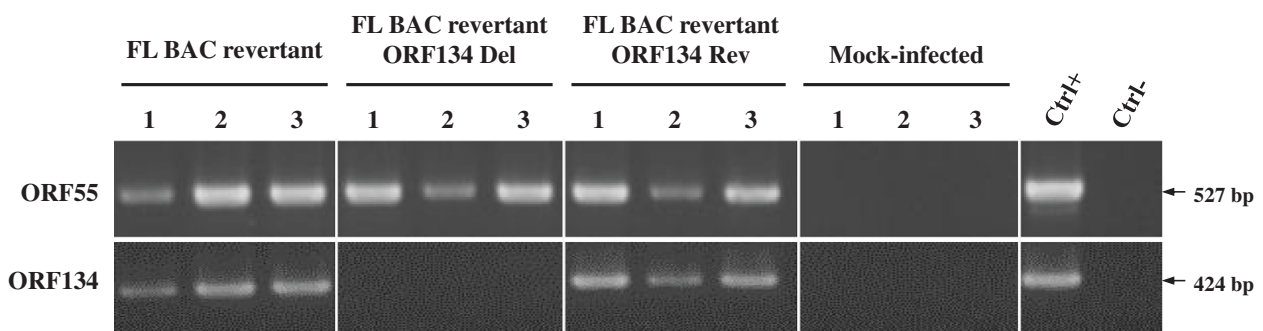 FL BAC revertant
FL BAC revertant
ORF134 Del
FL BAC revertant
ORF134 Rev
Mock-infected
Ctrl+
Ctrl-
1 2 3 1 2 3 1 2 3 1 2 3
ORF55
527 bp
ORF134
424 bp